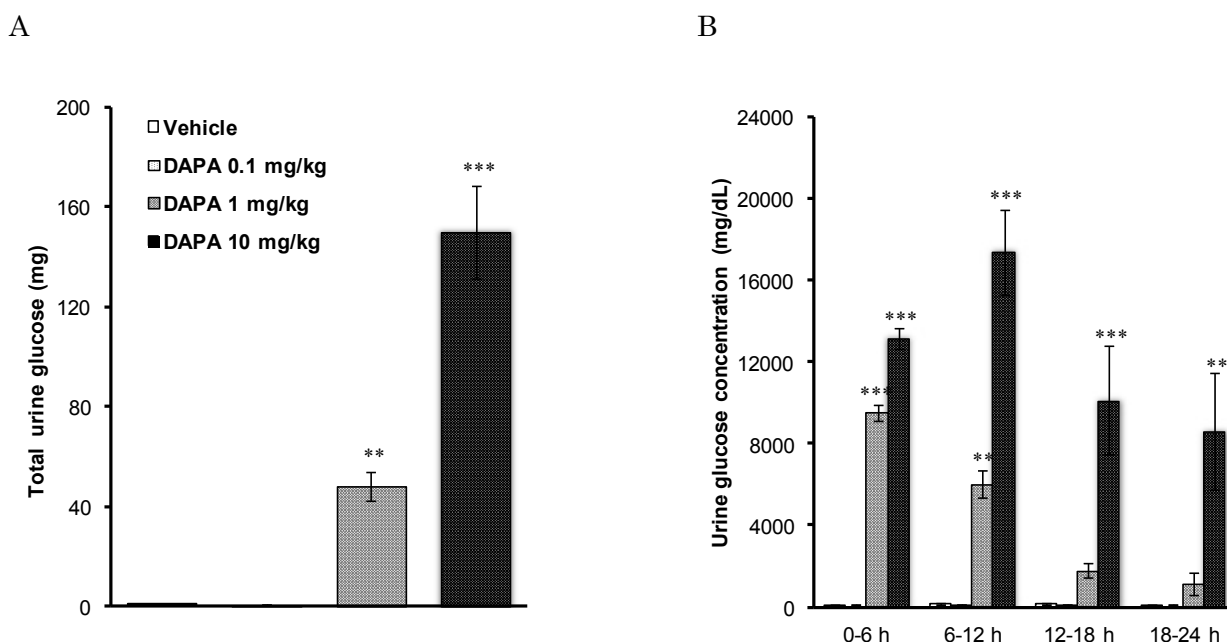 A
B
Total urine glucose (mg)
200
160
120
80
40
0
Vehicle
DAPA 0.1 mg/kg
DAPA 1 mg/kg
DAPA 10 mg/kg
**
***
Urine glucose concentration (mg/dL)
24000
20000
16000
12000
8000
4000
0
***
***
**
***
***
**
0-6 h
6-12 h
12-18 h
18-24 h